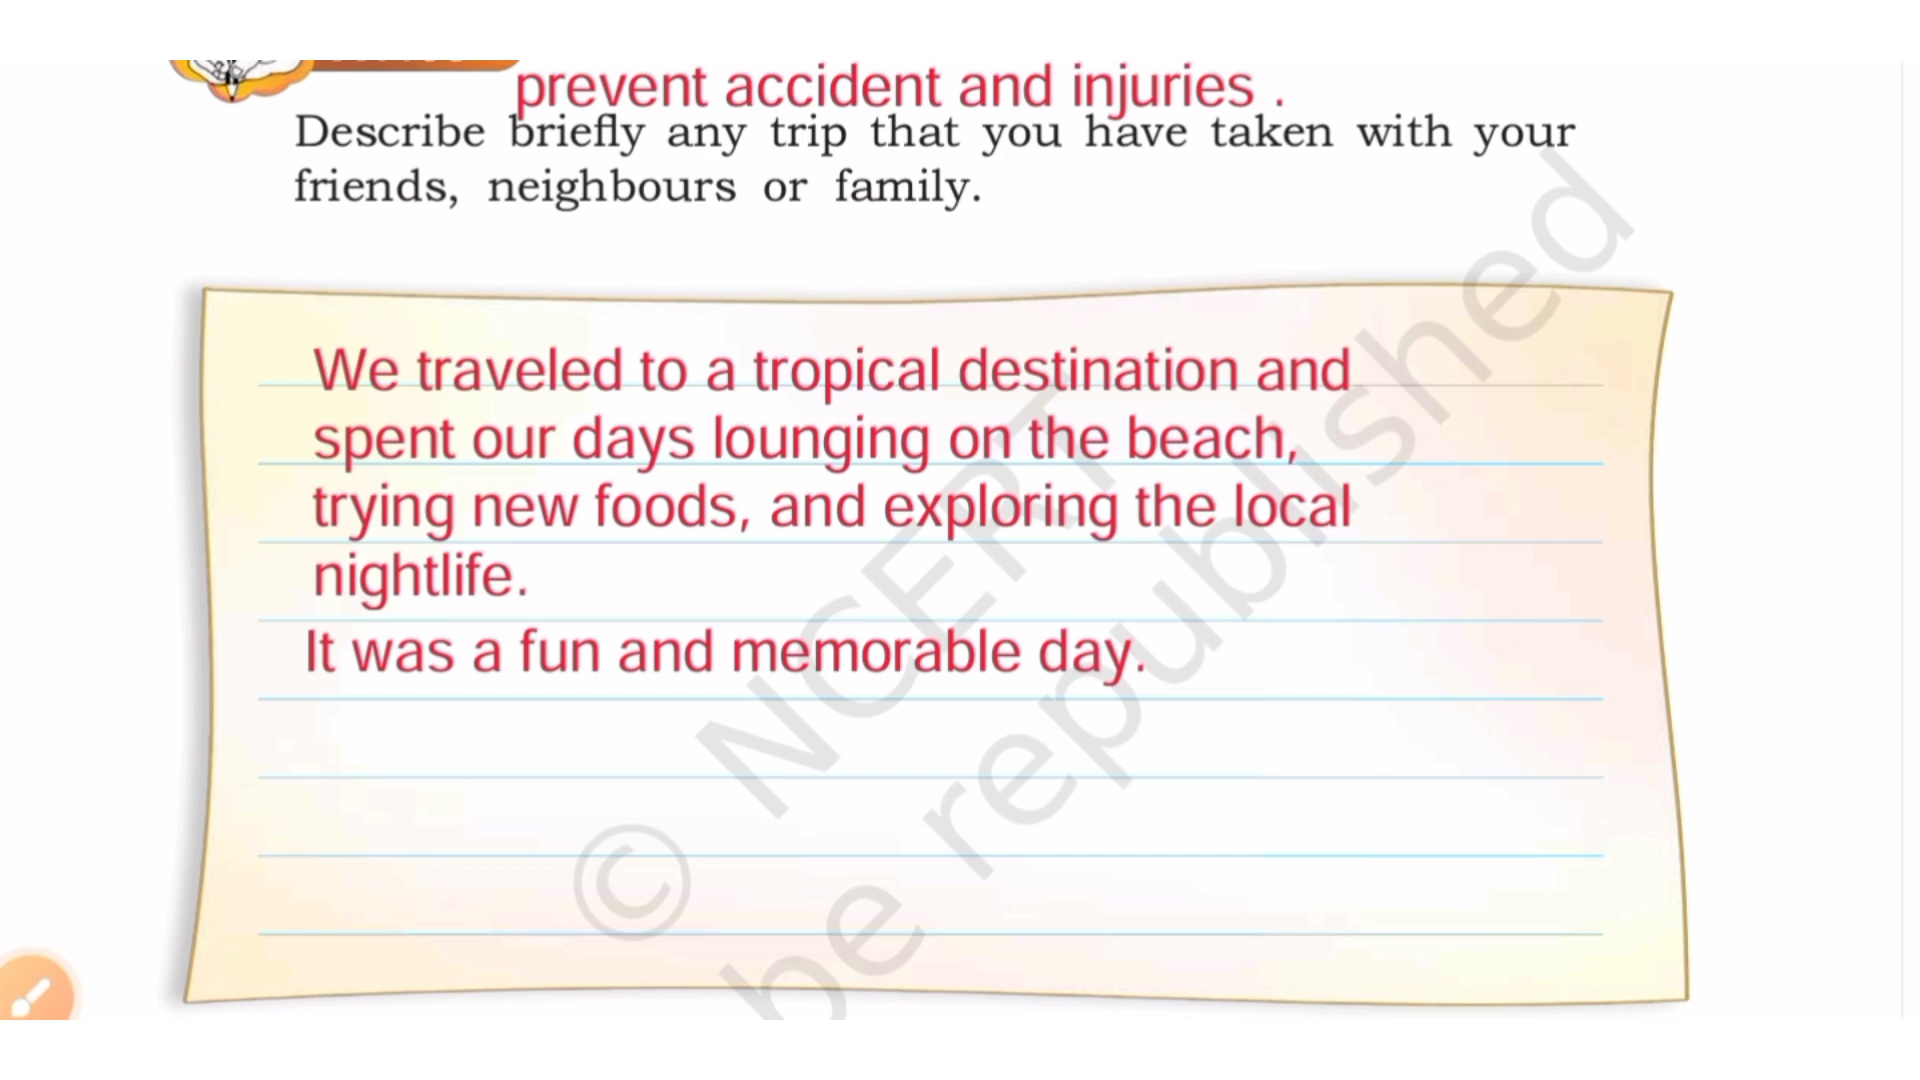 prevent accident and injuries .
Describe briefly any trip that you have taken with your
friends, neighbours or family.
We traveled to a tropical destination and
spent our days lounging on the beach,
trying new foods, and exploring the local
nightlife.
It was a fun and memorable day.
© NCERT
be republished